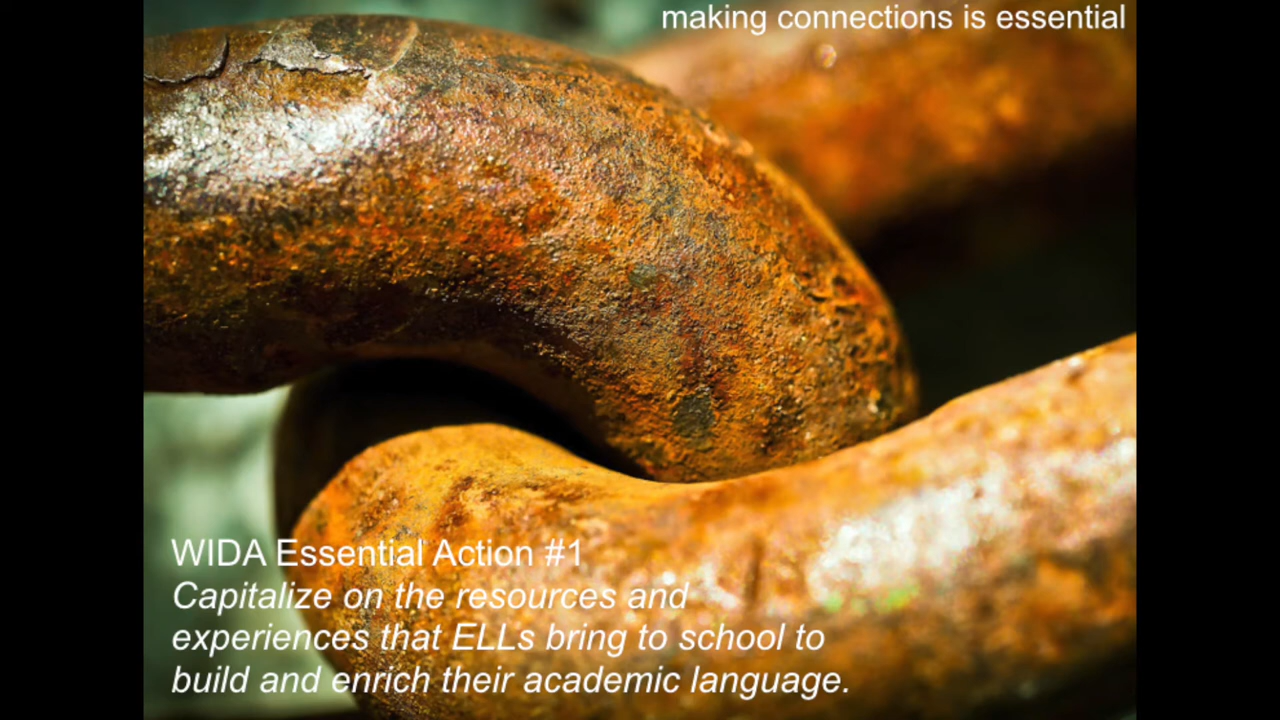 making connections is essential
WIDA Essential Action #1
Capitalize on the resources and
experiences that ELLs bring to school to
build and enrich their academic language.